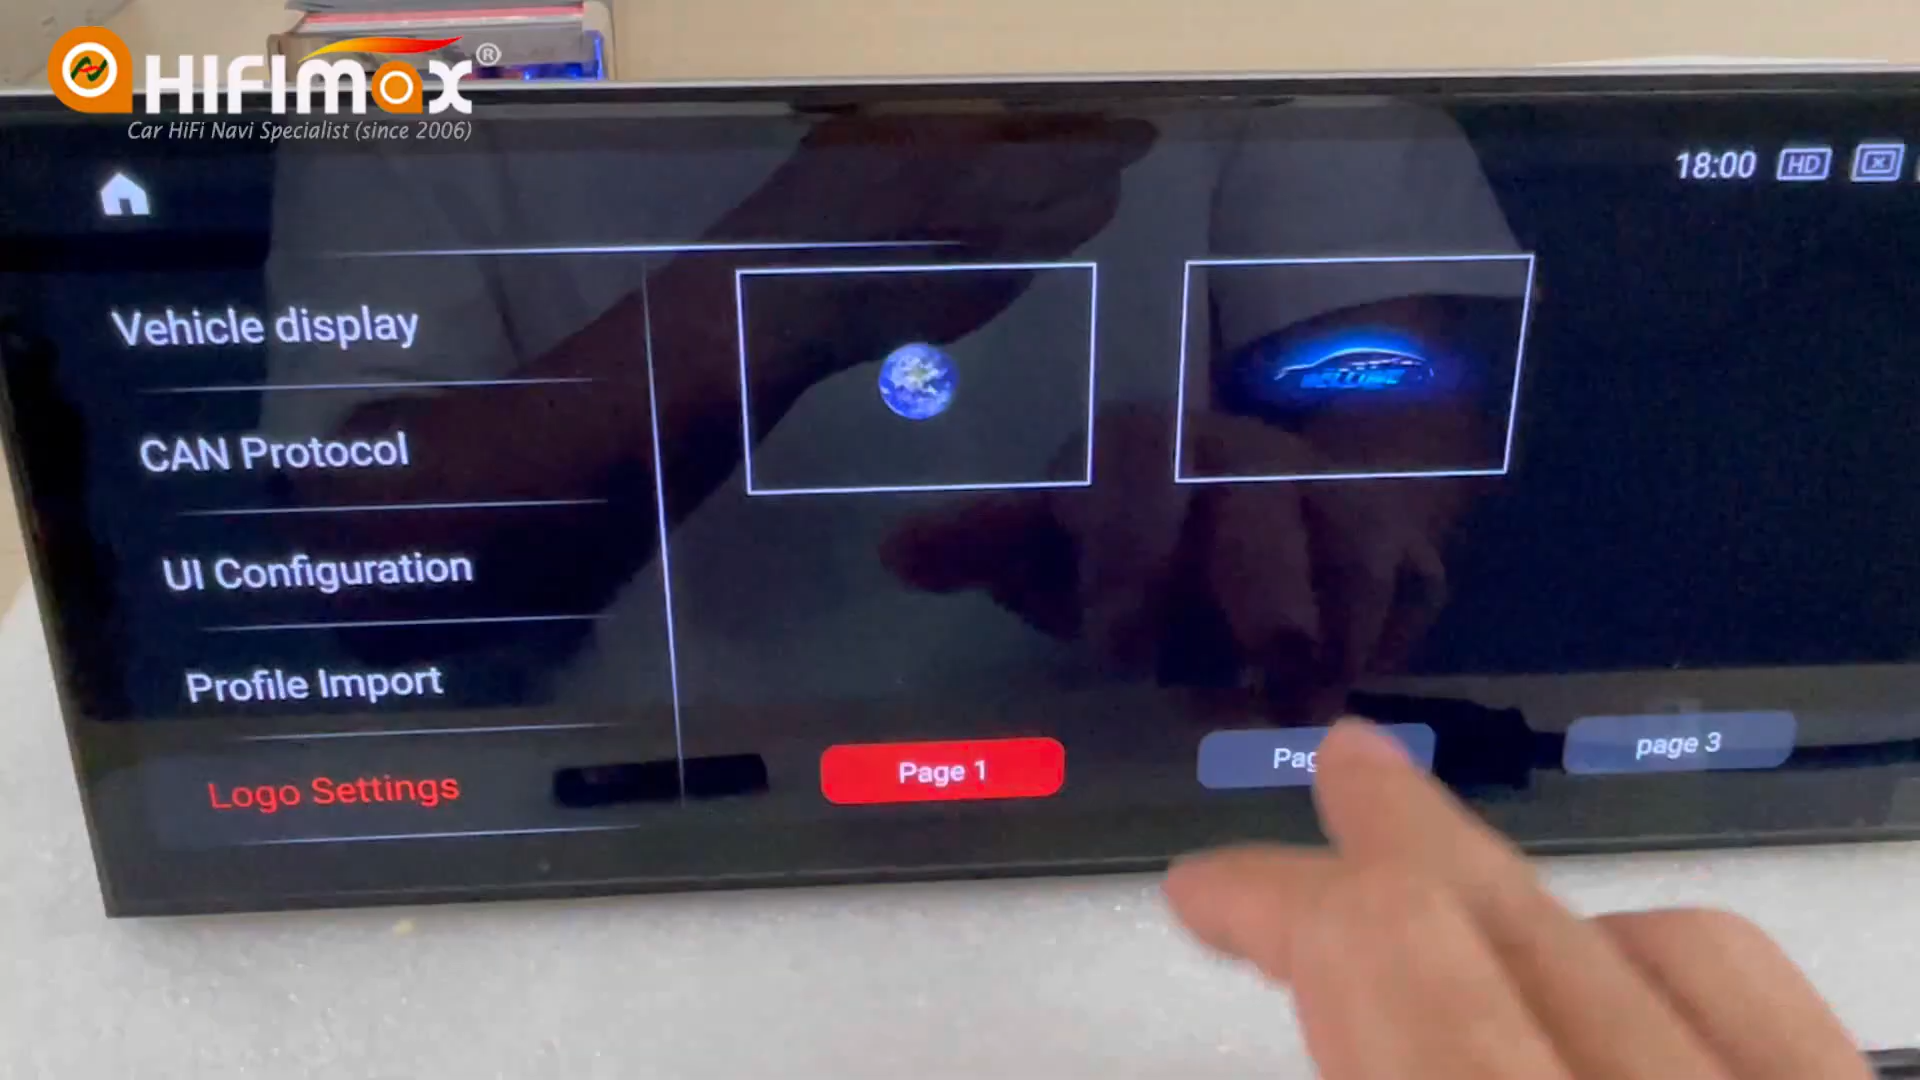 HIFIMAX®
Car HiFi Navi Specialist (since 2006)
18:00 HD
Vehicle display
CAN Protocol
UI Configuration
Profile Import
Logo Settings
Page 1
page 3